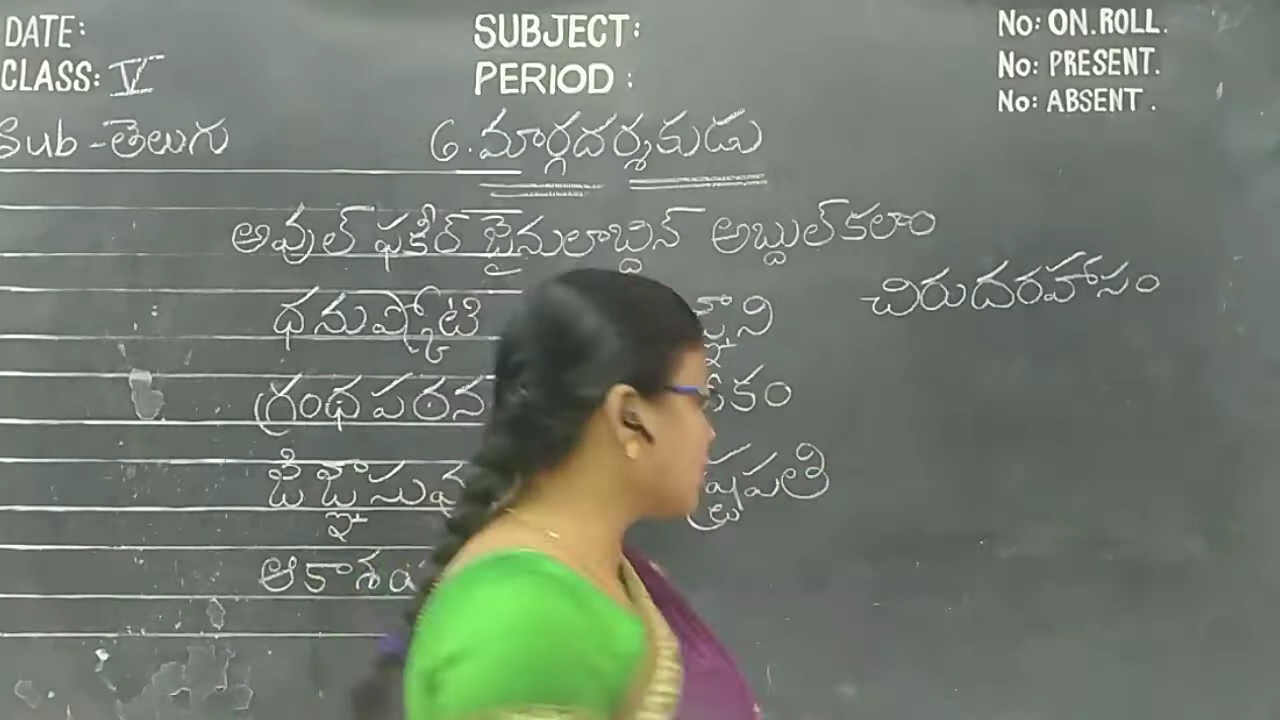 DATE: SUBJECT: No: ON.ROLL.
CLASS: V PERIOD : No: PRESENT.
No: ABSENT.
Sub - తెలుగు 6. మార్గదర్శకుడు
అవుల్ ఫకీర్ జైనులాబ్దిన్ అబ్దుల్ కలాం
చిరుదరహాసం
ధనుష్కోటి
గ్రంథపఠన
ఆకాశం